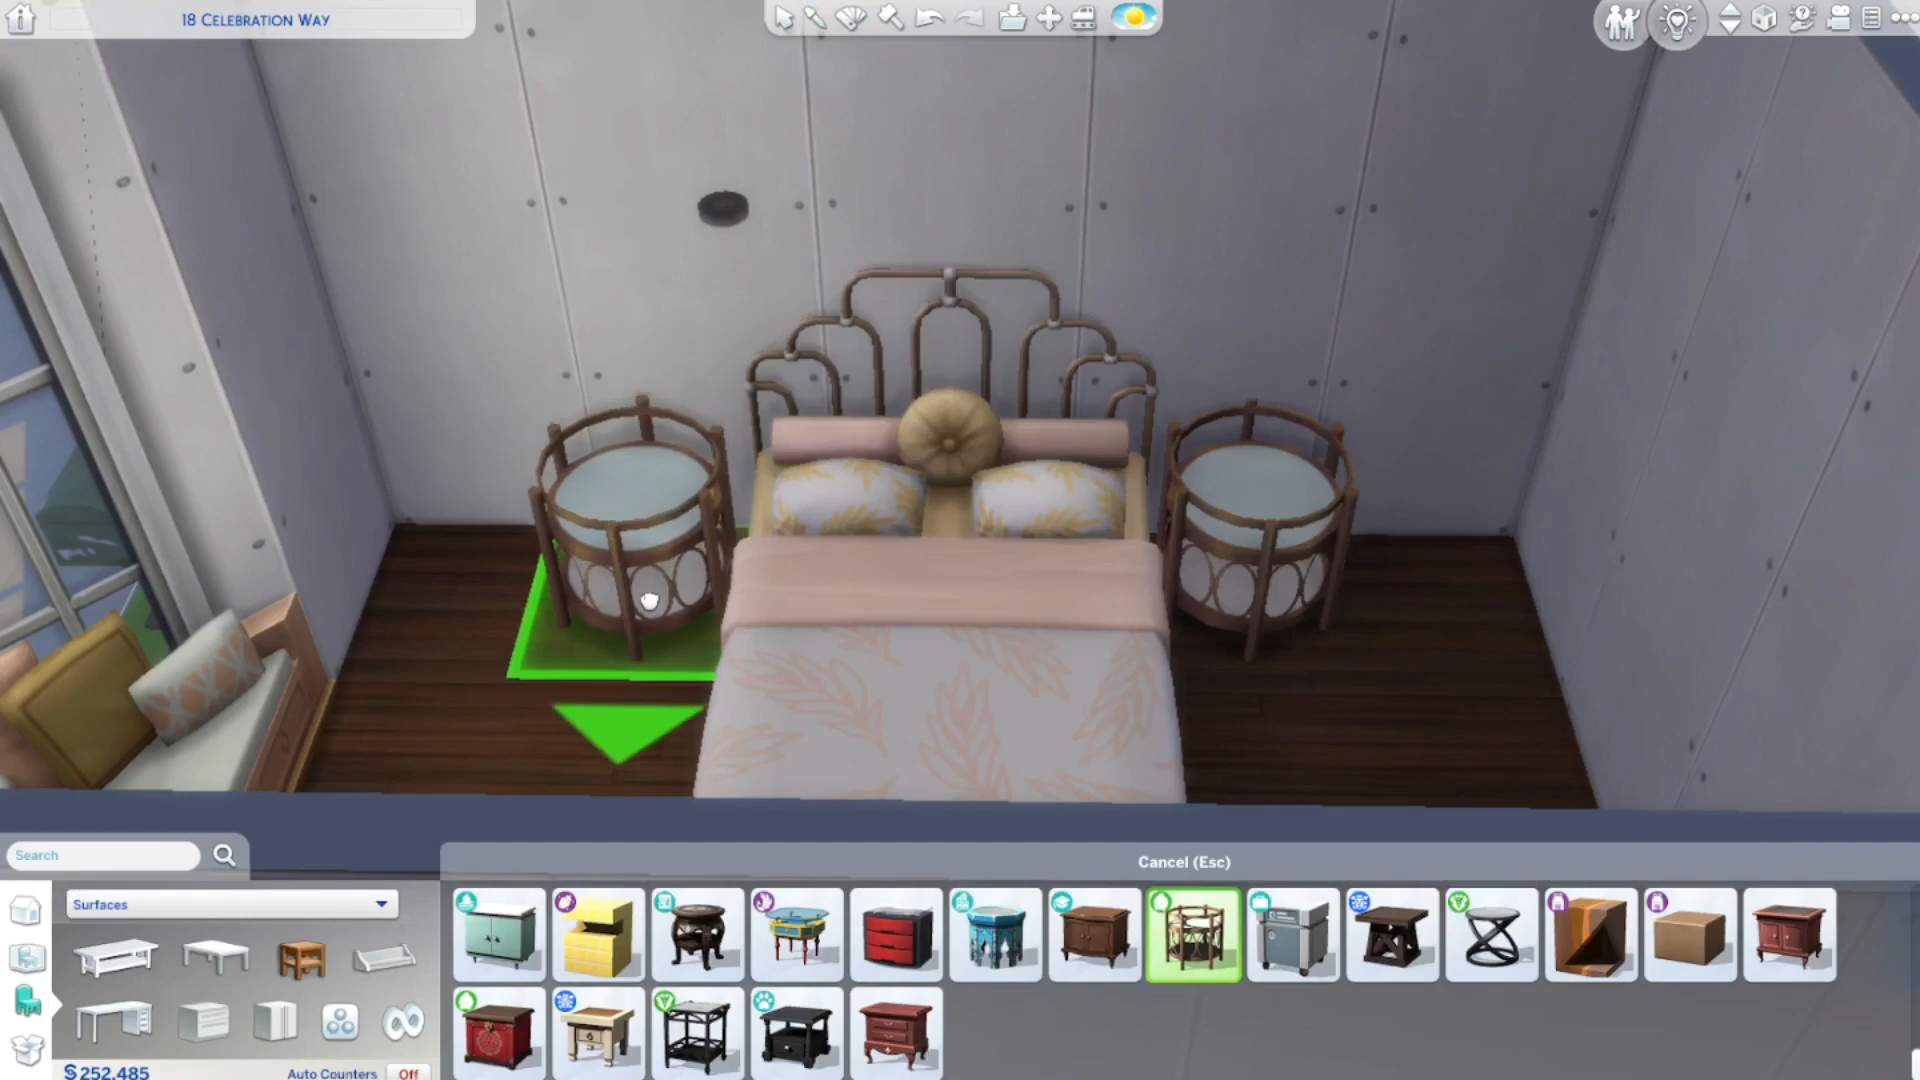 18 CELEBRATION WAY
Cancel (Esc)
Search
Surfaces
§252,485
Auto Counters
Off